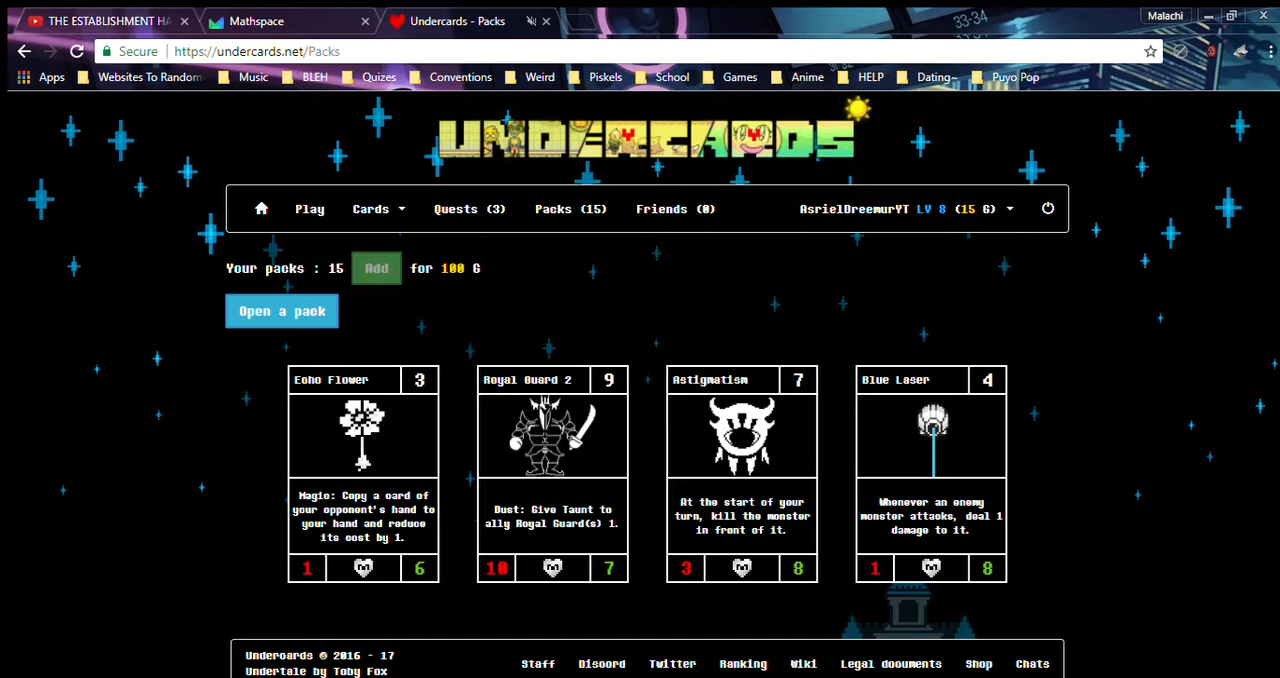 THE ESTABLISHMENT HA
Mathspace
Undercards - Packs
Malachi
Secure
https://undercards.net/Packs
Apps
Websites To Random
Music
BLEH
Quizes
Conventions
Weird
Piskels
School
Games
Anime
HELP
Dating~
Puyo Pop
33-34
UNDERCARDS
Play
Cards
Quests (3)
Packs (15)
Friends (0)
AsrielDreemurYT LV 8 (15 G)
Your packs : 15 Add for 100 G
Open a pack
Echo Flower 3
Magic: Copy a card of
your opponent's hand to
your hand and reduce
its cost by 1.
1 6
Royal Guard 2 9
Dust: Give Taunt to
ally Royal Guard(s) 1.
10 7
Astigmatism 7
At the start of your
turn, kill the monster
in front of it.
3 8
Blue Laser 4
Whenever an enemy
monster attacks, deal 1
damage to it.
1 8
Undercards © 2016 - 17
Undertale by Toby Fox
Staff
Discord
Twitter
Ranking
Wiki
Legal documents
Shop
Chats